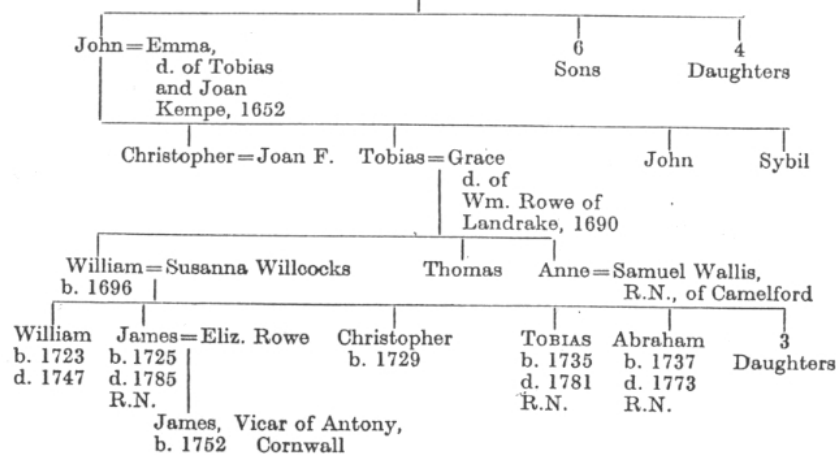 John=Emma, 6 4
d. of Tobias Sons Daughters
and Joan
Kempe, 1652
Christopher=Joan F. Tobias=Grace John Sybil
d. of
Wm. Rowe of
Landrake, 1690
William=Susanna Willcocks Thomas Anne=Samuel Wallis,
b. 1696 R.N., of Camelford
William James=Eliz. Rowe Christopher TOBIAS Abraham 3
b. 1723 b. 1725 b. 1729 b. 1735 b. 1737 Daughters
d. 1747 d. 1785 d. 1781 d. 1773
R.N. R.N. R.N.
James, Vicar of Antony,
b. 1752 Cornwall